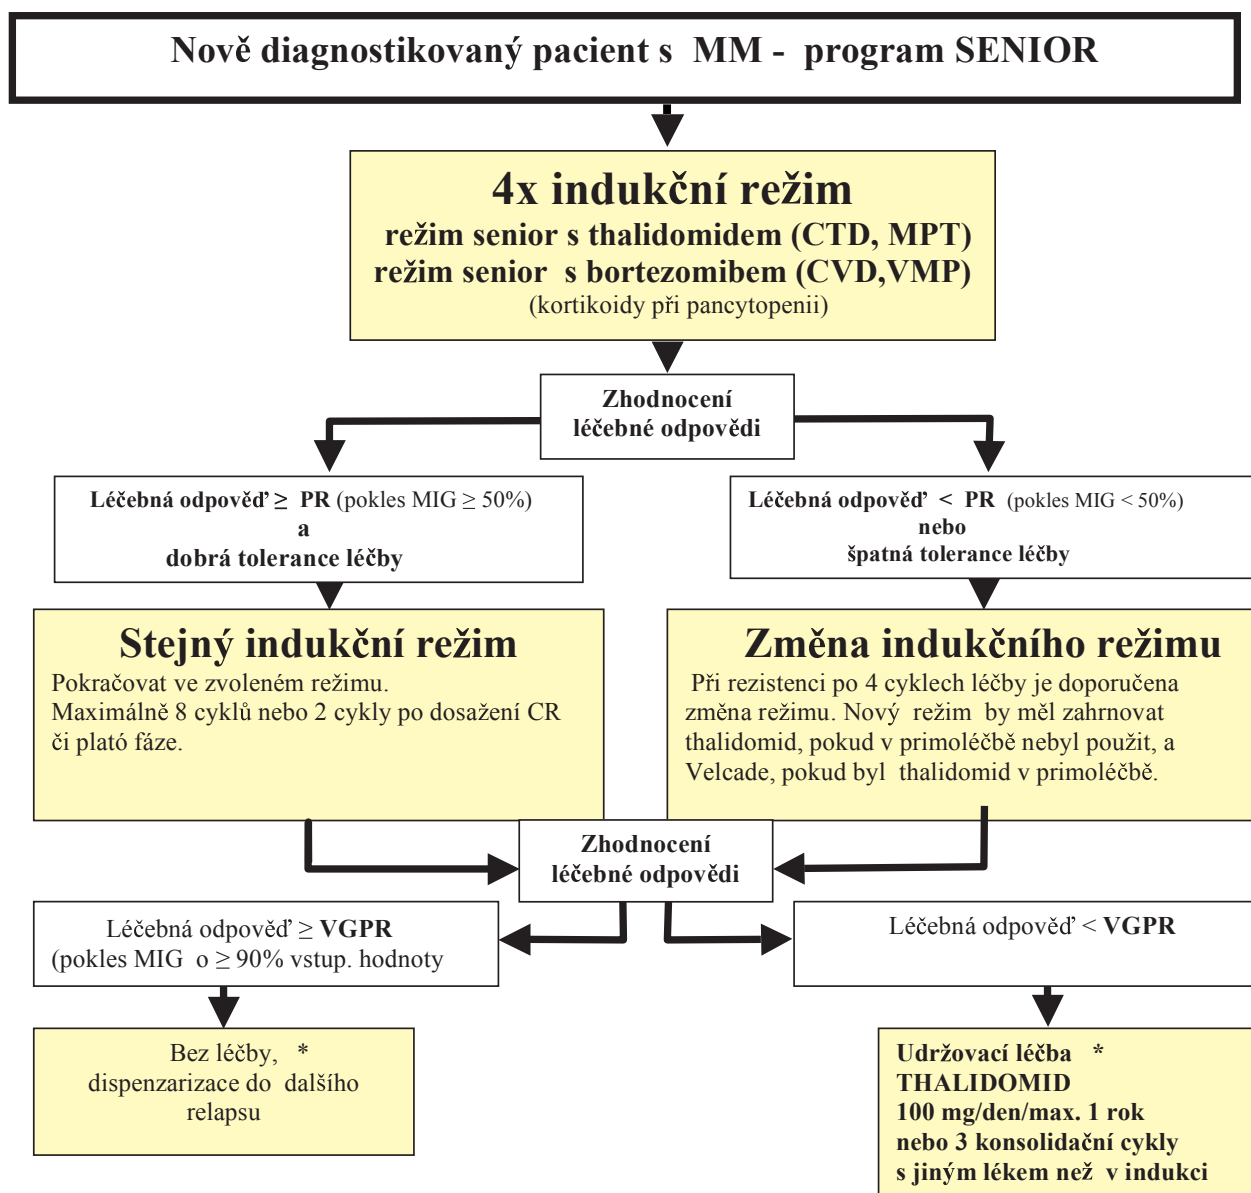 Nově diagnostikovaný pacient s MM - program SENIOR
4x indukční režim
režim senior s thalidomidem (CTD, MPT)
režim senior s bortezomibem (CVD,VMP)
(kortikoidy při pancytopenii)
Zhodnocení
léčebné odpovědi
Léčebná odpověď ≥ PR (pokles MIG ≥ 50%)
a
dobrá tolerance léčby
Léčebná odpověď < PR (pokles MIG < 50%)
nebo
špatná tolerance léčby
Stejný indukční režim
Pokračovat ve zvoleném režimu.
Maximálně 8 cyklů nebo 2 cykly po dosažení CR
či plató fáze.
Změna indukčního režimu
Při rezistenci po 4 cyklech léčby je doporučena
změna režimu. Nový režim by měl zahrnovat
thalidomid, pokud v primoléčbě nebyl použit, a
Velcade, pokud byl thalidomid v primoléčbě.
Zhodnocení
léčebné odpovědi
Léčebná odpověď ≥ VGPR
(pokles MIG o ≥ 90% vstup. hodnoty
Léčebná odpověď < VGPR
Bez léčby, *
dispenzarizace do dalšího
relapsu
Udržovací léčba *
THALIDOMID
100 mg/den/max. 1 rok
nebo 3 konsolidační cykly
s jiným lékem než v indukci